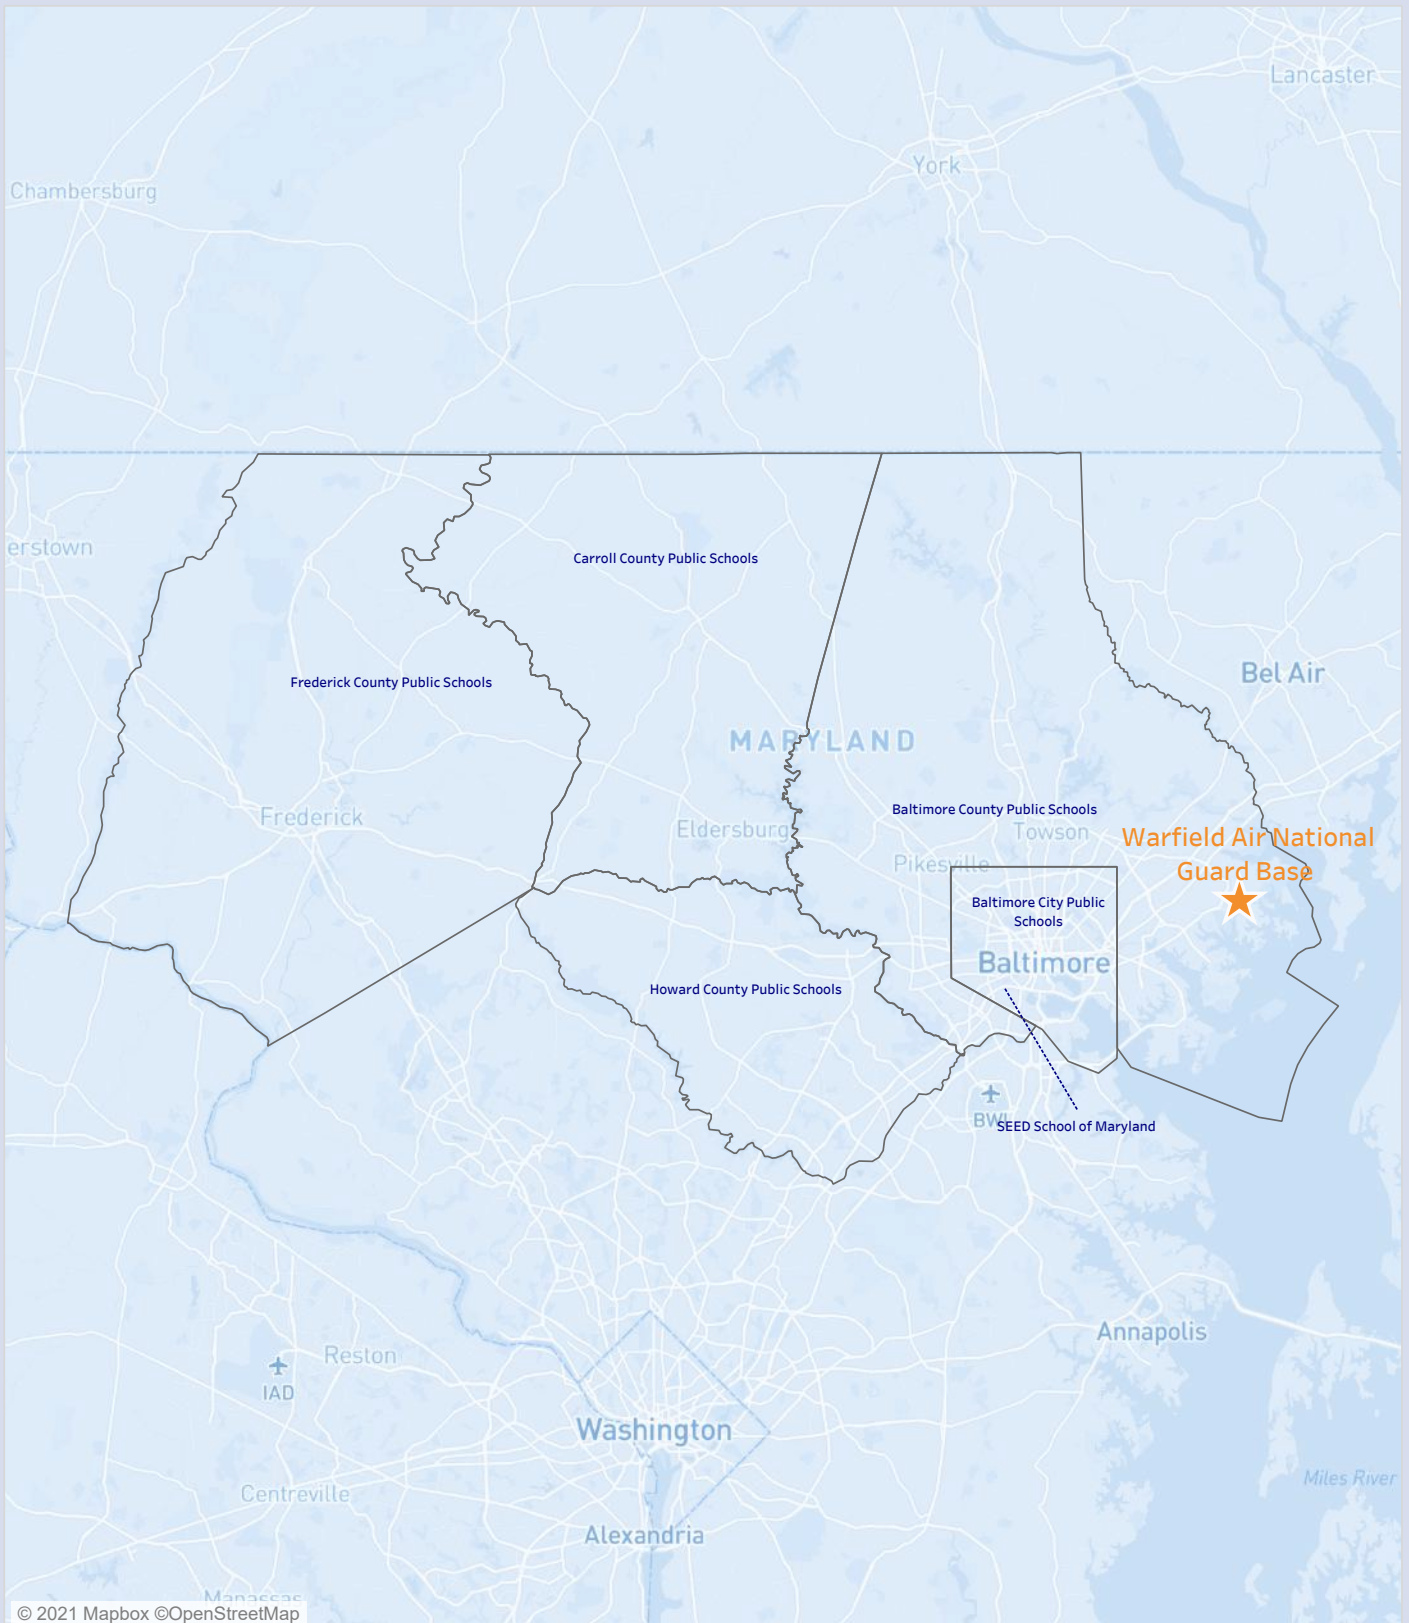 Lancaster
York
Chambersburg
erstown
Carroll County Public Schools
Bel Air
Frederick County Public Schools
MARYLAND
Baltimore County Public Schools
Frederick
Eldersburg
Towson
Warfield Air National
Guard Base
Pikesville
Baltimore City Public
Schools
Baltimore
Howard County Public Schools
BWI
SEED School of Maryland
Annapolis
Reston
IAD
Washington
Miles River
Centreville
Alexandria
Manassas
© 2021 Mapbox ©OpenStreetMap